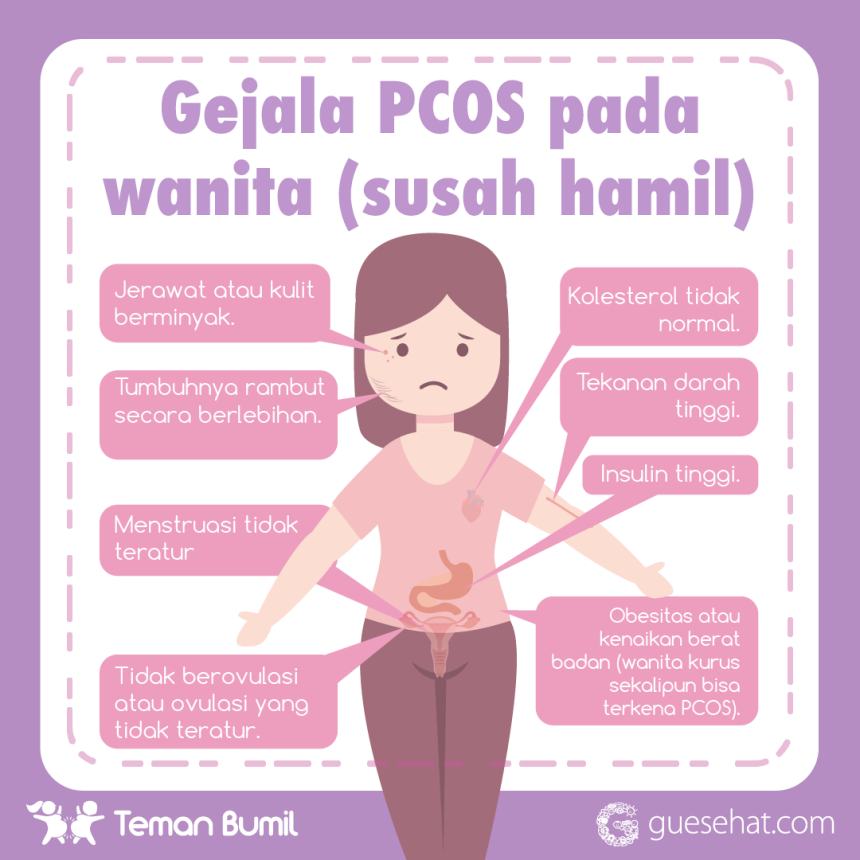 Gejala PCOS pada
wanita (susah hamil)
Jerawat atau kulit
berminyak.
Tumbuhnya rambut
secara berlebihan.
Menstruasi tidak
teratur
Tidak berovulasi
atau ovulasi yang
tidak teratur.
Kolesterol tidak
normal.
Tekanan darah
tinggi.
Insulin tinggi.
Obesitas atau
kenaikan berat
badan (wanita kurus
sekalipun bisa
terkena PCOS).
Teman Bumil
guesehat.com